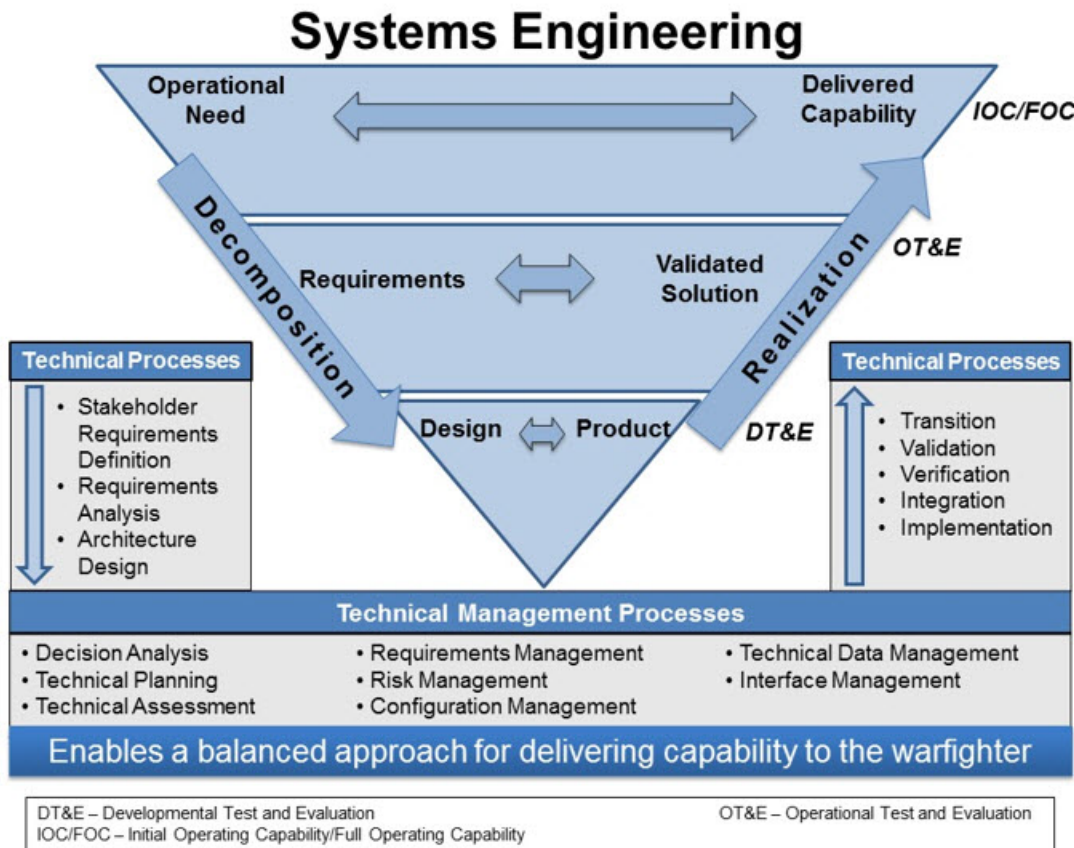 Systems Engineering
Operational
Need
Delivered
Capability
IOC/FOC
Decomposition
Realization
OT&E
Requirements
Validated
Solution
Design
Product
DT&E
Technical Processes
• Stakeholder
Requirements
Definition
• Requirements
Analysis
• Architecture
Design
Technical Processes
• Transition
• Validation
• Verification
• Integration
• Implementation
Technical Management Processes
• Decision Analysis
• Technical Planning
• Technical Assessment
• Requirements Management
• Risk Management
• Configuration Management
• Technical Data Management
• Interface Management
Enables a balanced approach for delivering capability to the warfighter
DT&E – Developmental Test and Evaluation
IOC/FOC – Initial Operating Capability/Full Operating Capability
OT&E – Operational Test and Evaluation